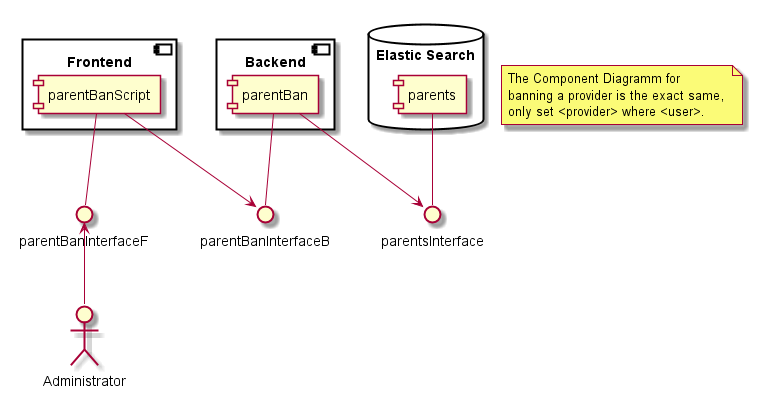 Frontend
parentBanScript
Backend
parentBan
Elastic Search
parents
The Component Diagramm for
banning a provider is the exact same,
only set <provider> where <user>.
parentBanInterfaceF
parentBanInterfaceB
parentsInterface
Administrator